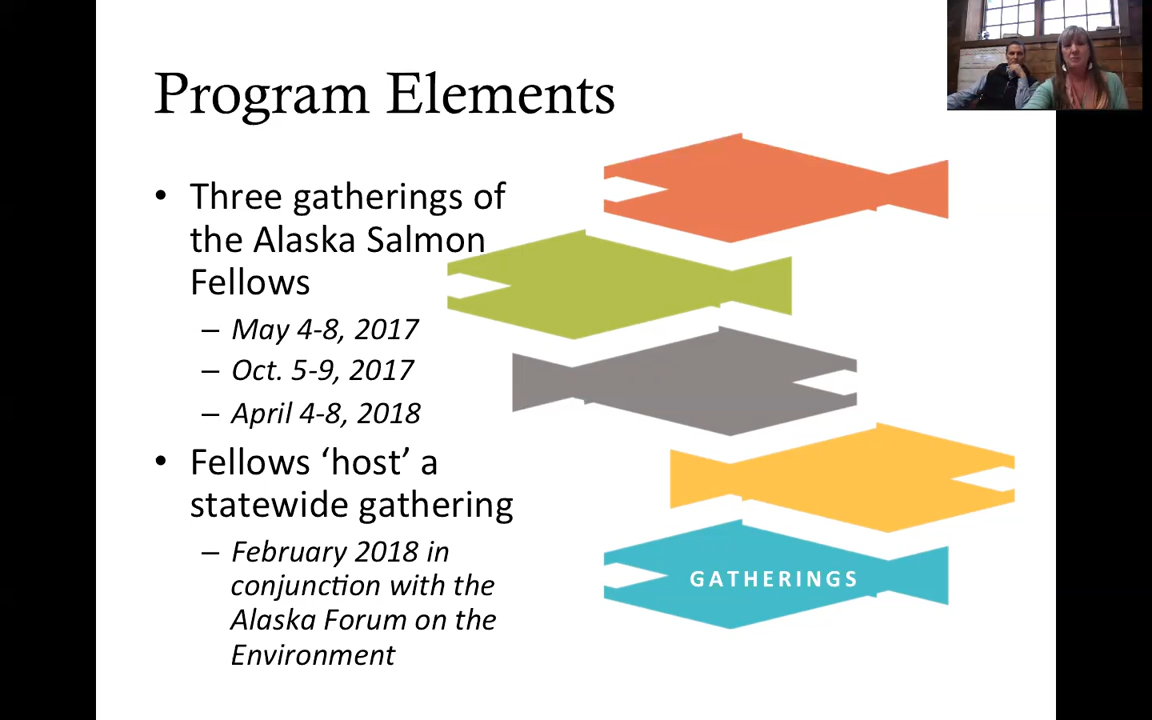 Program Elements
• Three gatherings of
the Alaska Salmon
Fellows
– May 4-8, 2017
– Oct. 5-9, 2017
– April 4-8, 2018
• Fellows ‘host’ a
statewide gathering
– February 2018 in
conjunction with the
Alaska Forum on the
Environment
GATHERINGS